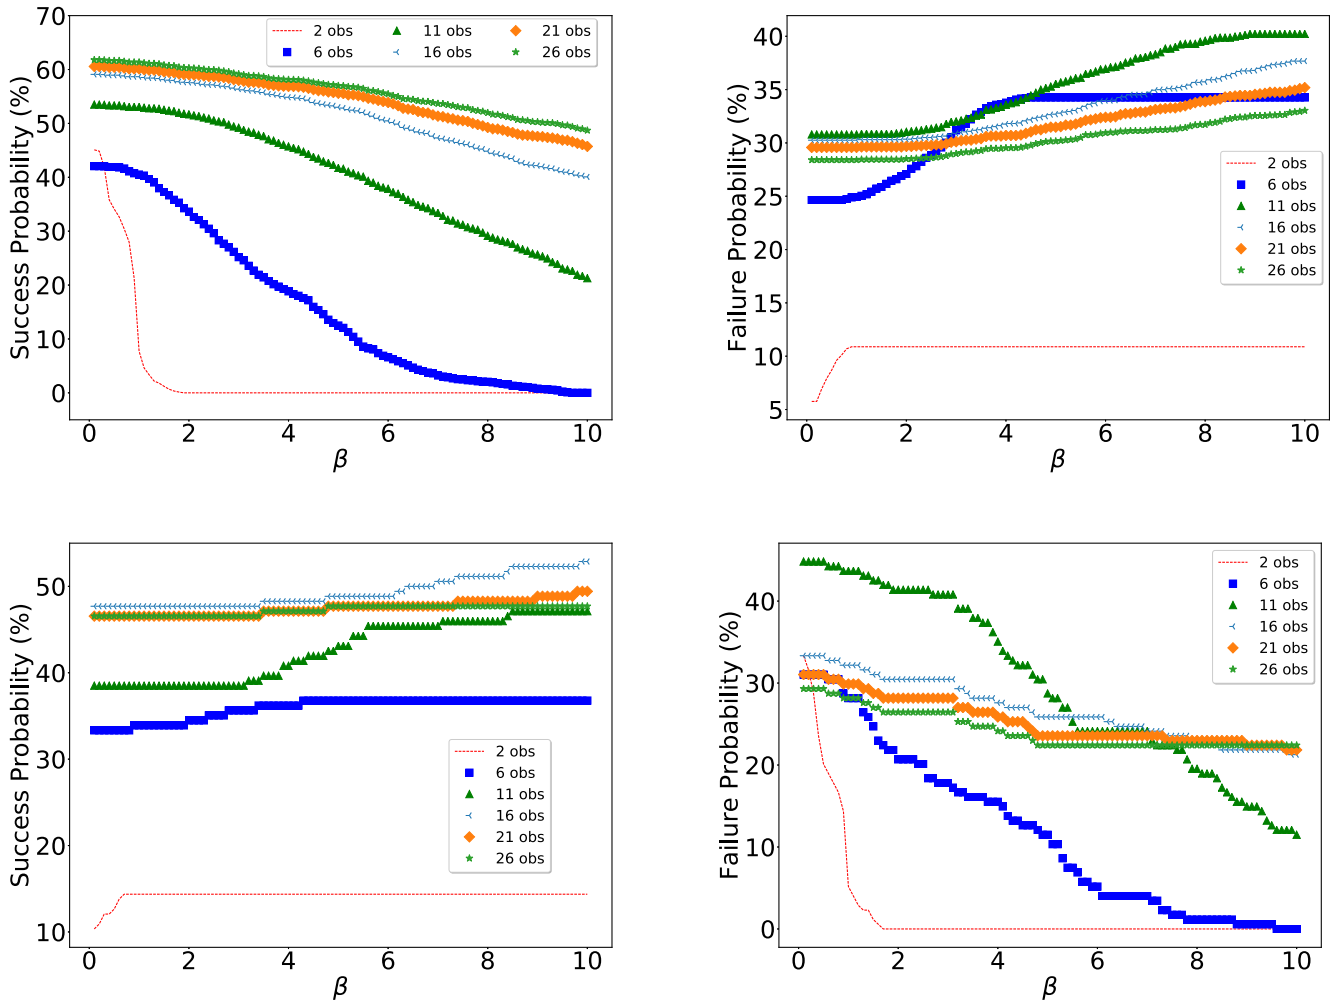 Success Probability (%)
70
60
50
40
30
20
10
0
0 2 4 6 8 10
β
2 obs 11 obs 21 obs
6 obs 16 obs 26 obs
Failure Probability (%)
40
35
30
25
20
15
10
5
0 2 4 6 8 10
β
2 obs
6 obs
11 obs
16 obs
21 obs
26 obs
Success Probability (%)
50
40
30
20
10
0 2 4 6 8 10
β
2 obs
6 obs
11 obs
16 obs
21 obs
26 obs
Failure Probability (%)
40
30
20
10
0
0 2 4 6 8 10
β
2 obs
6 obs
11 obs
16 obs
21 obs
26 obs